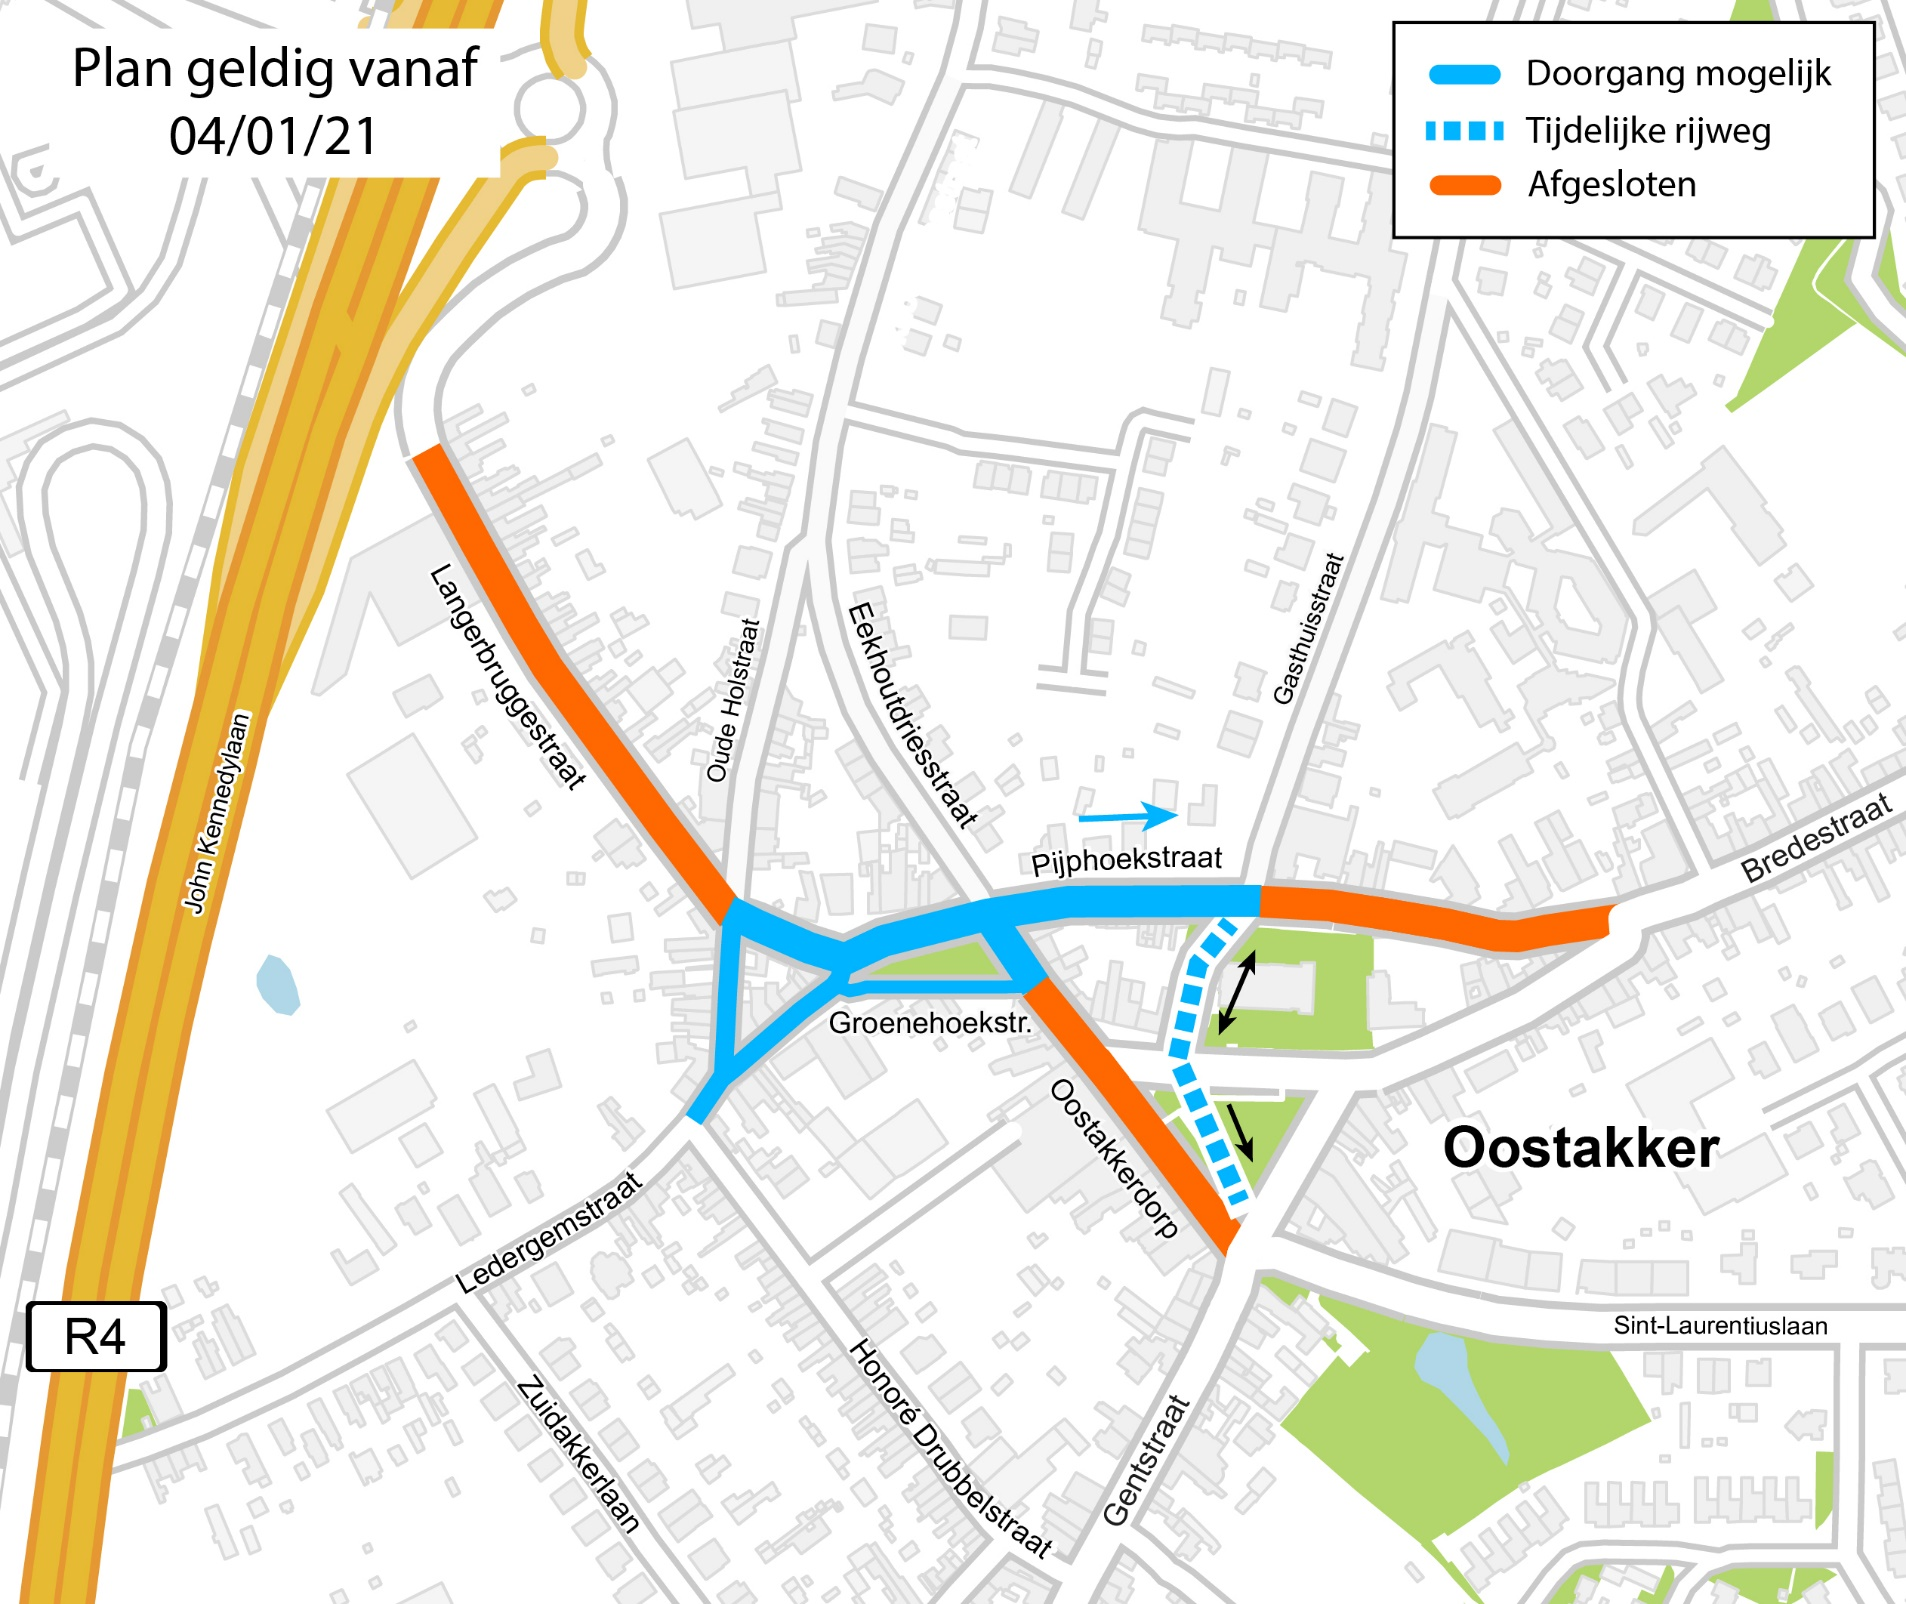 Plan geldig vanaf
04/01/21
Doorgang mogelijk
Tijdelijke rijweg
Afgesloten
Langerbruggestraat
Oude Holstraat
Eekhoutdriesstraat
Gasthuisstraat
John Kennedylaan
Pijphoekstraat
Bredestraat
Groenehoekstr.
Oostakkerdorp
Oostakker
Ledergemstraat
R4
Sint-Laurentiuslaan
Zuidakkerlaan
Honoré Drubbelstraat
Gentstraat